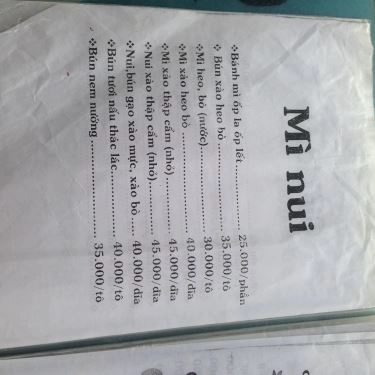 Mì nui
❖Bánh mì ốp la ốp lết................. 25.000/phần
❖ Bún xào heo bò ........................ 35.000/tô
❖Mì heo, bò (nước)..................... 30.000/tô
❖Mì xào heo bò ......................... 40.000/dĩa
❖Mì xào thập cẩm (nhỏ)............ 45.000/dĩa
❖Nui xào thập cẩm (nhỏ)........... 45.000/dĩa
❖Nui,bún gạo xào mực, xào bò ..... 40.000/dĩa
❖Bún tươi nấu thác lác............... 40.000/tô
❖Bún nem nướng ....................... 35.000/tô